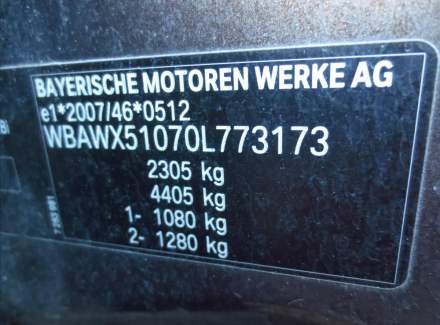 BAYERISCHE MOTOREN WERKE AG
e1*2007/46*0512
WBAWX51070L773173
2305 kg
4405 kg
1- 1080 kg
2- 1280 kg